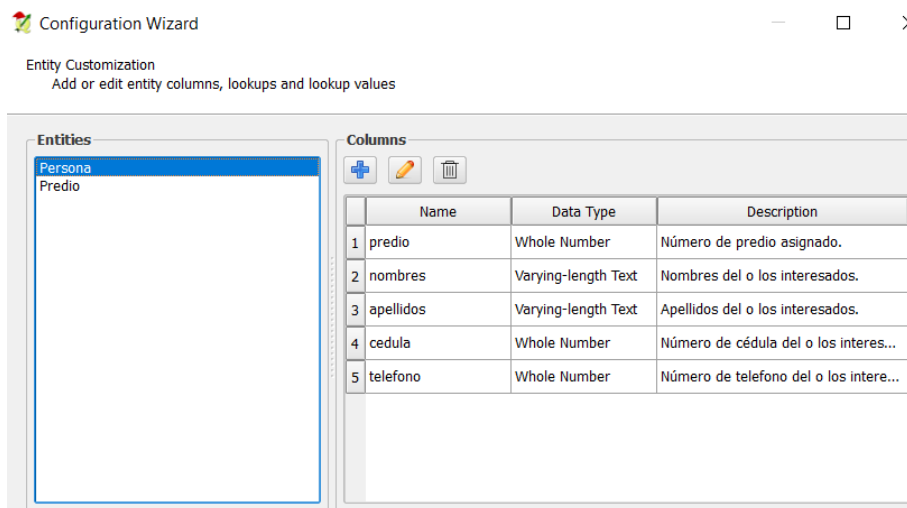 Configuration Wizard
Entity Customization
Add or edit entity columns, lookups and lookup values
Entities
Persona
Predio
Columns
Name Data Type Description
1 predio Whole Number Número de predio asignado.
2 nombres Varying-length Text Nombres del o los interesados.
3 apellidos Varying-length Text Apellidos del o los interesados.
4 cedula Whole Number Número de cédula del o los interes...
5 telefono Whole Number Número de telefono del o los intere...